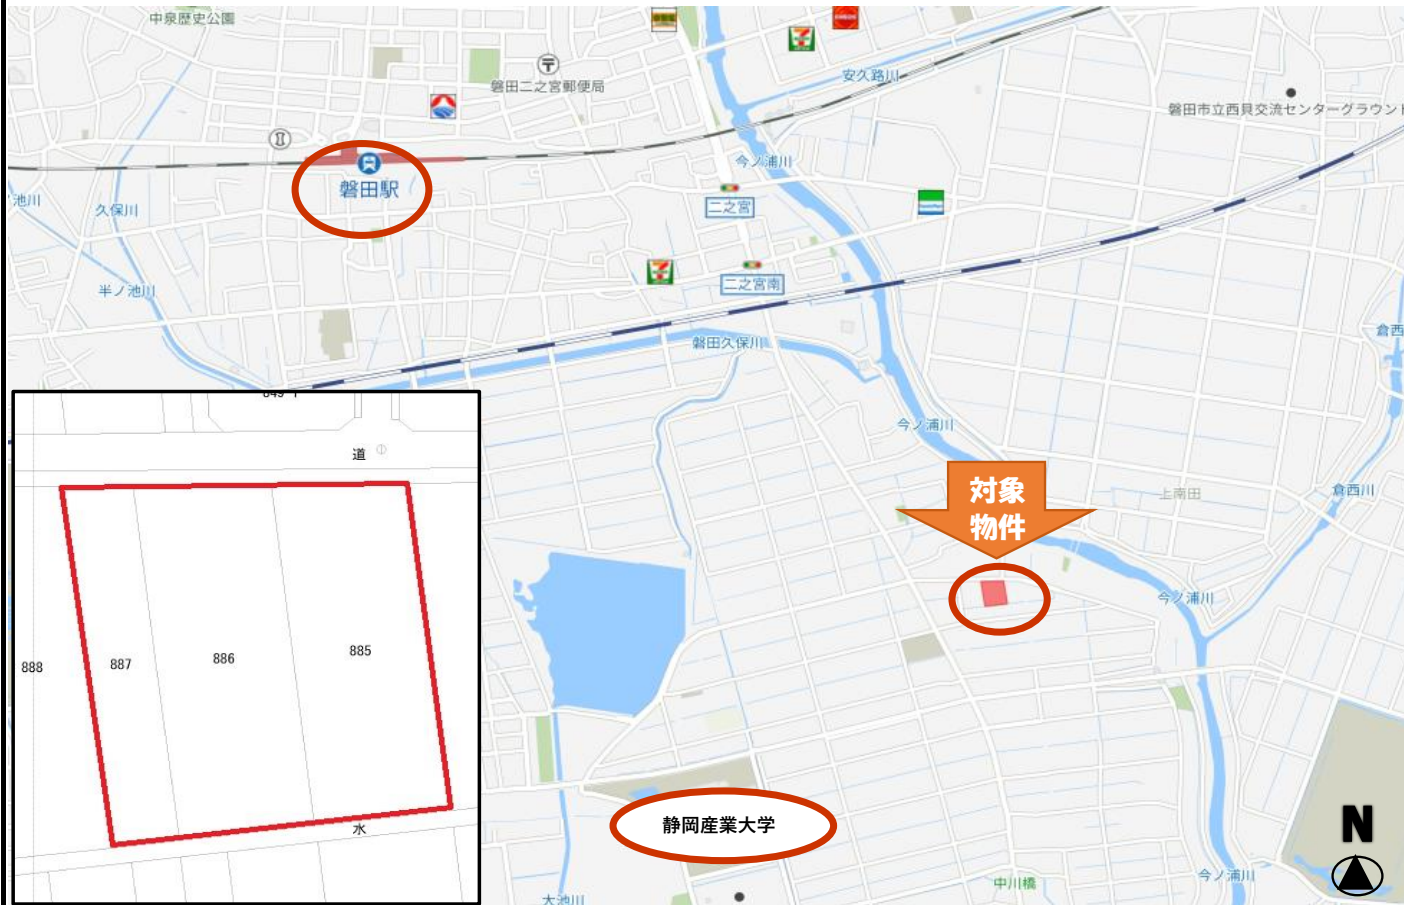 中泉歴史公園
磐田二之宮郵便局
安久路川
磐田市立西貝交流センターグラウンド
今ノ浦川
磐田駅
池川
久保川
二之宮
半ノ池川
二之宮南
倉西
磐田久保川
今ノ浦川
849-1
道
対象
物件
上南田
倉西川
今ノ浦川
888
887
886
885
水
静岡産業大学
N
中川橋
今ノ浦川
大池川